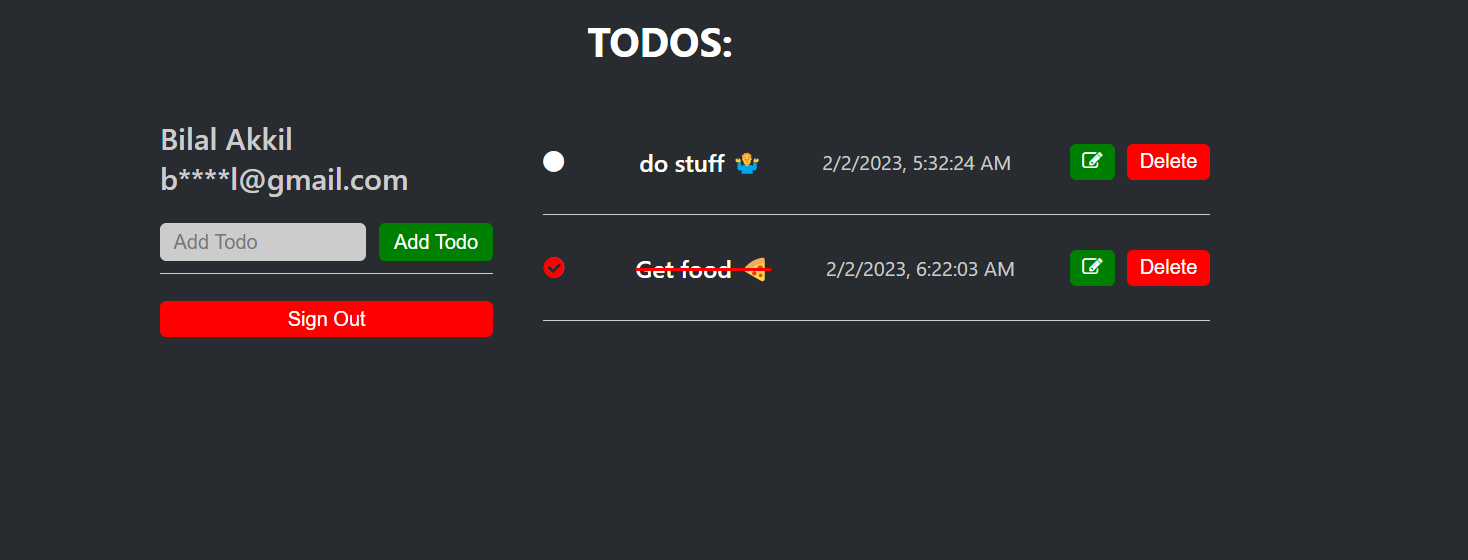 TODOS:
Bilal Akkil
b****l@gmail.com
Add Todo Add Todo
Sign Out
do stuff 🤷 2/2/2023, 5:32:24 AM Delete
Get food 🍕 2/2/2023, 6:22:03 AM Delete